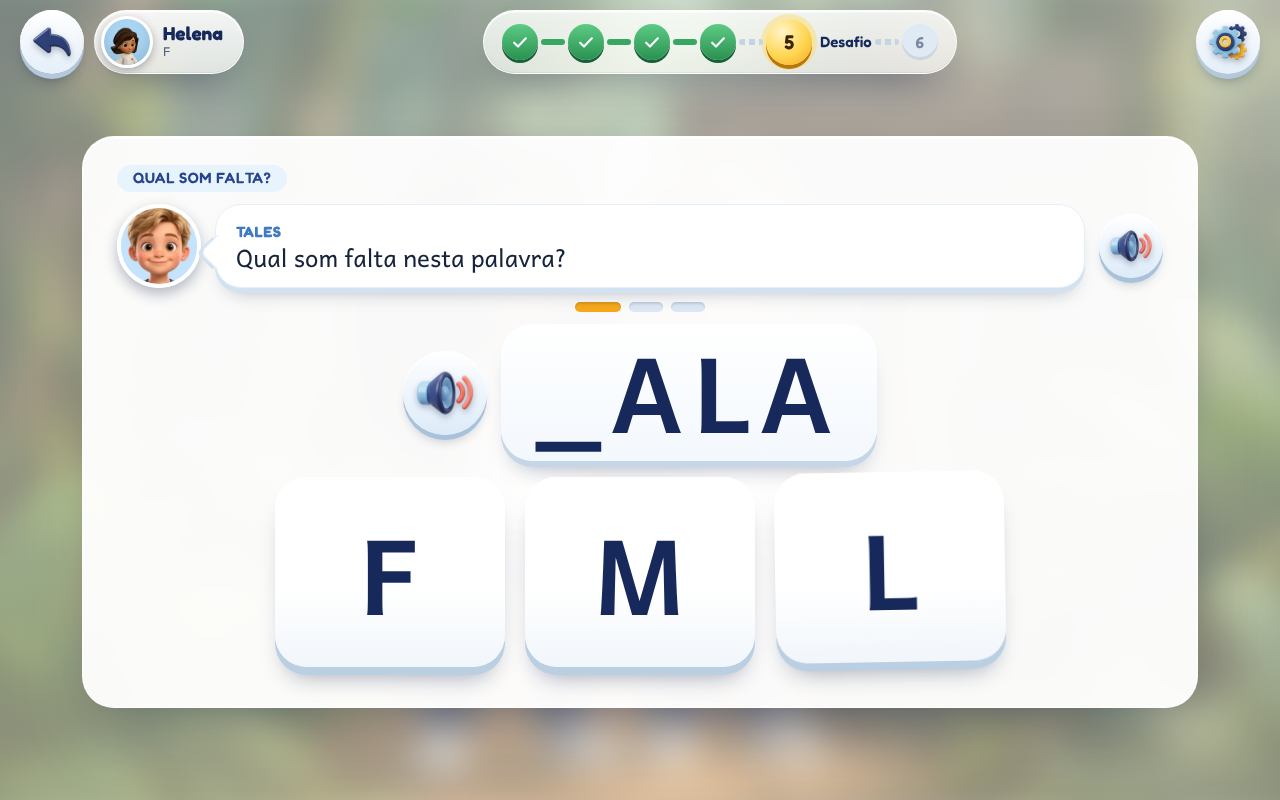 Helena
F
5
Desafio
6
QUAL SOM FALTA?
TALES
Qual som falta nesta palavra?
_ALA
F
M
L